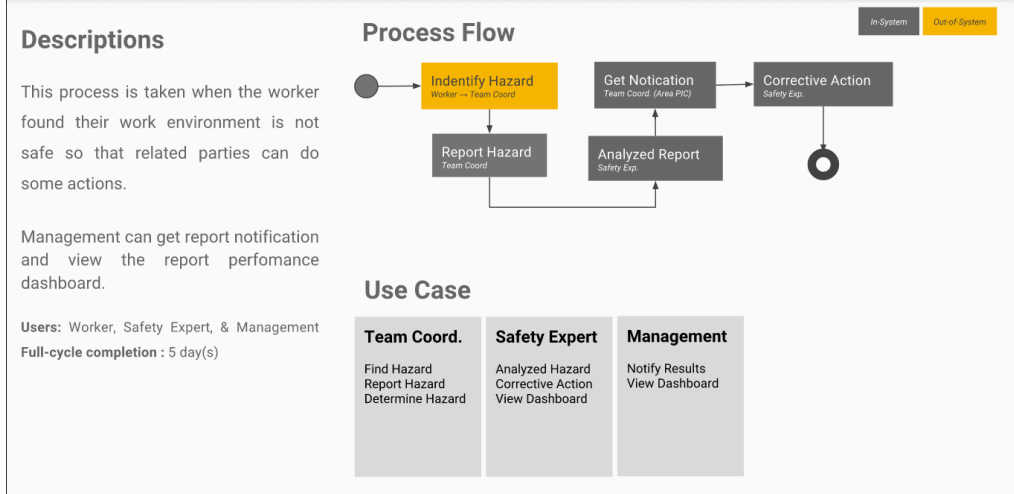 In-System
Out-of-System
Descriptions
This process is taken when the worker
found their work environment is not
safe so that related parties can do
some actions.
Management can get report notification
and view the report perfomance
dashboard.
Users: Worker, Safety Expert, & Management
Full-cycle completion : 5 day(s)
Process Flow
Indentify Hazard
Worker → Team Coord
Report Hazard
Team Coord
Analyzed Report
Safety Exp.
Get Notication
Team Coord. (Area PIC)
Corrective Action
Safety Exp.
Use Case
Team Coord.
Find Hazard
Report Hazard
Determine Hazard
Safety Expert
Analyzed Hazard
Corrective Action
View Dashboard
Management
Notify Results
View Dashboard